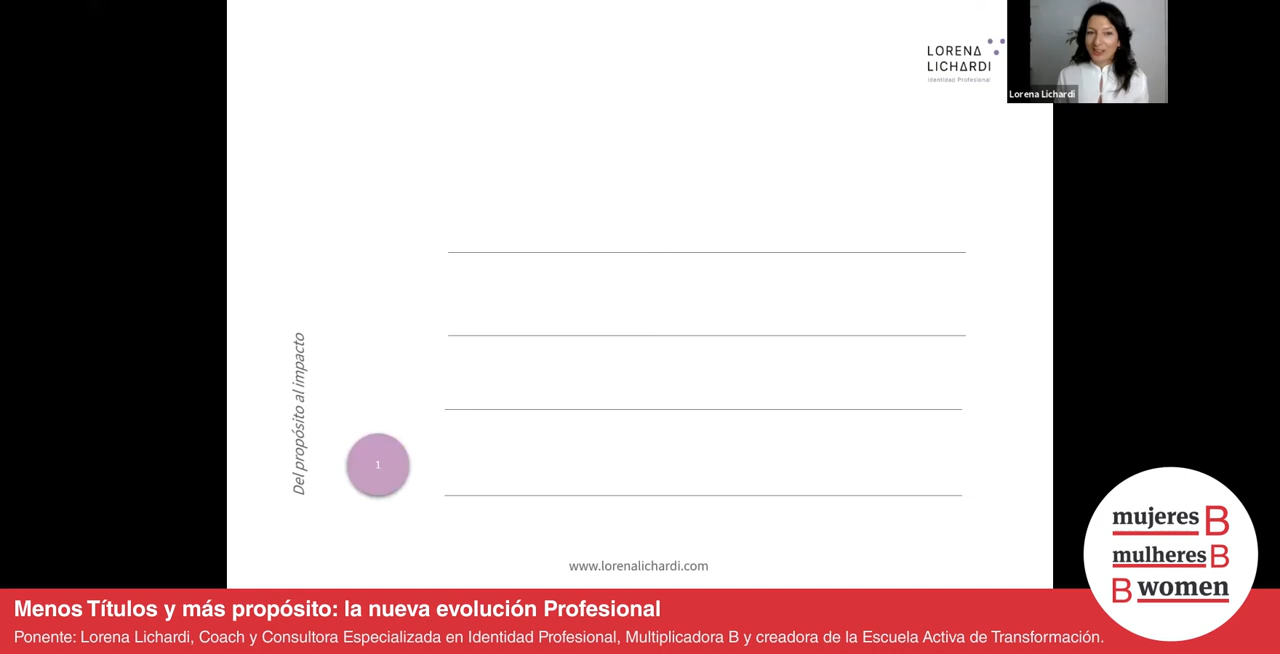 LORENA
LICHARDI
Identidad Profesional
Lorena Lichardi
Del propósito al impacto
1
www.lorenalichardi.com
mujeres B
mulheres B
B women
Menos Títulos y más propósito: la nueva evolución Profesional
Ponente: Lorena Lichardi, Coach y Consultora Especializada en Identidad Profesional, Multiplicadora B y creadora de la Escuela Activa de Transformación.